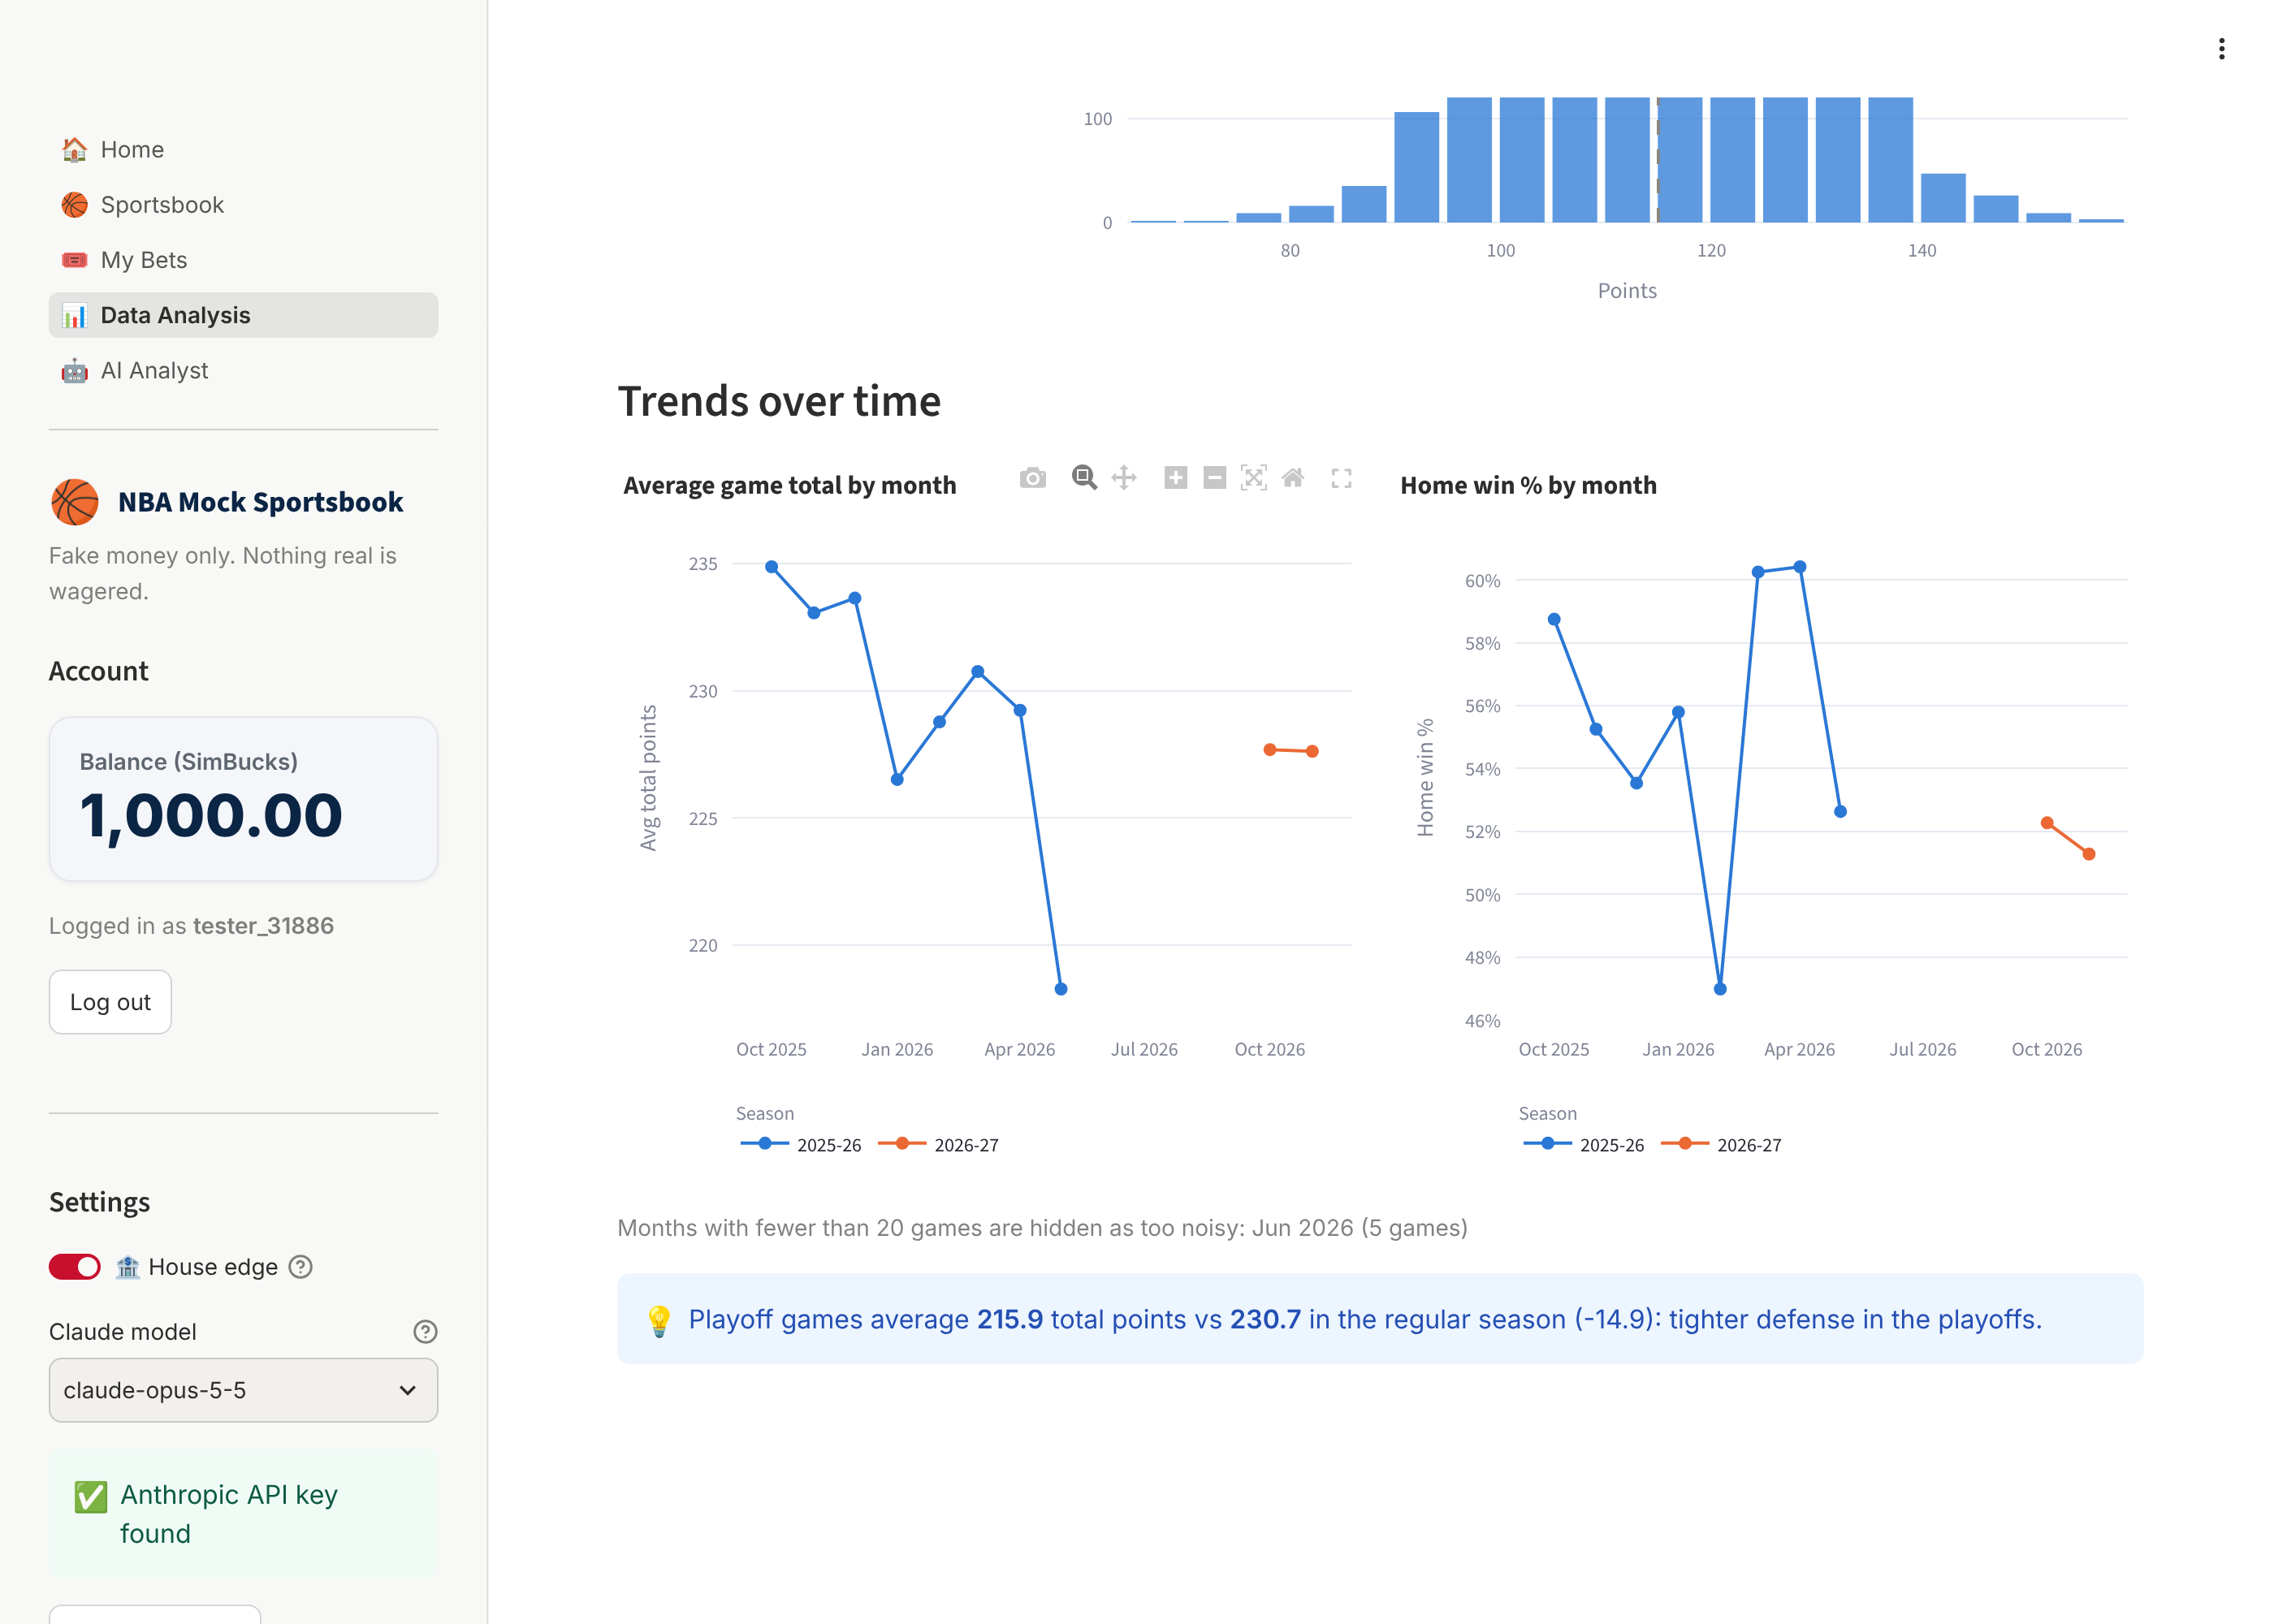 Home
Sportsbook
My Bets
Data Analysis
AI Analyst
NBA Mock Sportsbook
Fake money only. Nothing real is
wagered.
Account
Balance (SimBucks)
1,000.00
Logged in as tester_31886
Log out
Settings
House edge
Claude model
claude-opus-5-5
Anthropic API key
found
100
0
80
100
120
140
Points
Trends over time
Average game total by month
235
230
225
220
Avg total points
Oct 2025
Jan 2026
Apr 2026
Jul 2026
Oct 2026
Season
2025-26
2026-27
Home win % by month
60%
58%
56%
54%
52%
50%
48%
46%
Home win %
Oct 2025
Jan 2026
Apr 2026
Jul 2026
Oct 2026
Season
2025-26
2026-27
Months with fewer than 20 games are hidden as too noisy: Jun 2026 (5 games)
Playoff games average 215.9 total points vs 230.7 in the regular season (-14.9): tighter defense in the playoffs.